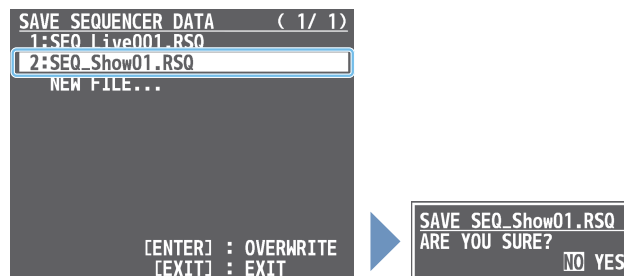 SAVE SEQUENCER DATA ( 1/ 1)
1:SEQ_Live001.RSQ
2:SEQ_Show01.RSQ
NEW FILE...
[ENTER] : OVERWRITE
[EXIT] : EXIT
SAVE SEQ_Show01.RSQ
ARE YOU SURE?
NO YES